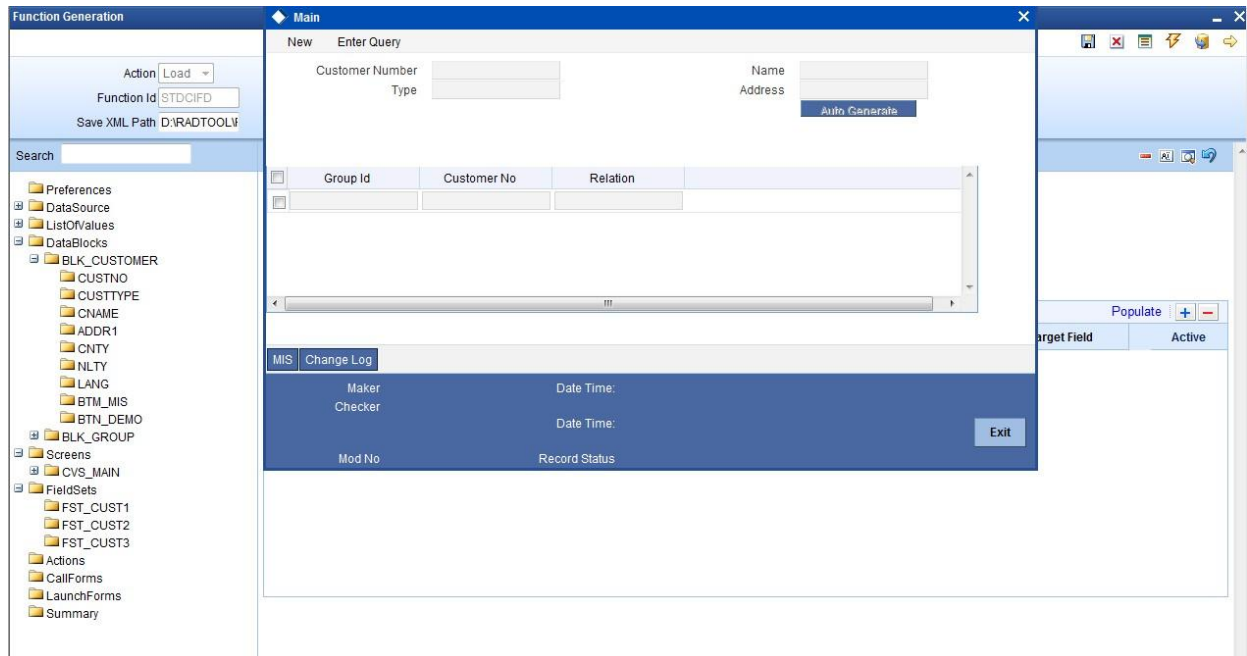 Function Generation
Main
New Enter Query
Action Load
Function Id STDCIFD
Save XML Path D:\RADTOOL\F
Search
Preferences
DataSource
ListOfValues
DataBlocks
BLK_CUSTOMER
CUSTNO
CUSTTYPE
CNAME
ADDR1
CNTY
NLTY
LANG
BTM_MIS
BTN_DEMO
BLK_GROUP
Screens
CVS_MAIN
FieldSets
FST_CUST1
FST_CUST2
FST_CUST3
Actions
CallForms
LaunchForms
Summary
Customer Number Name
Type Address
Auto Generate
Group Id Customer No Relation
MIS Change Log
Maker Date Time:
Checker
Date Time:
Exit
Mod No Record Status
Populate
arget Field Active